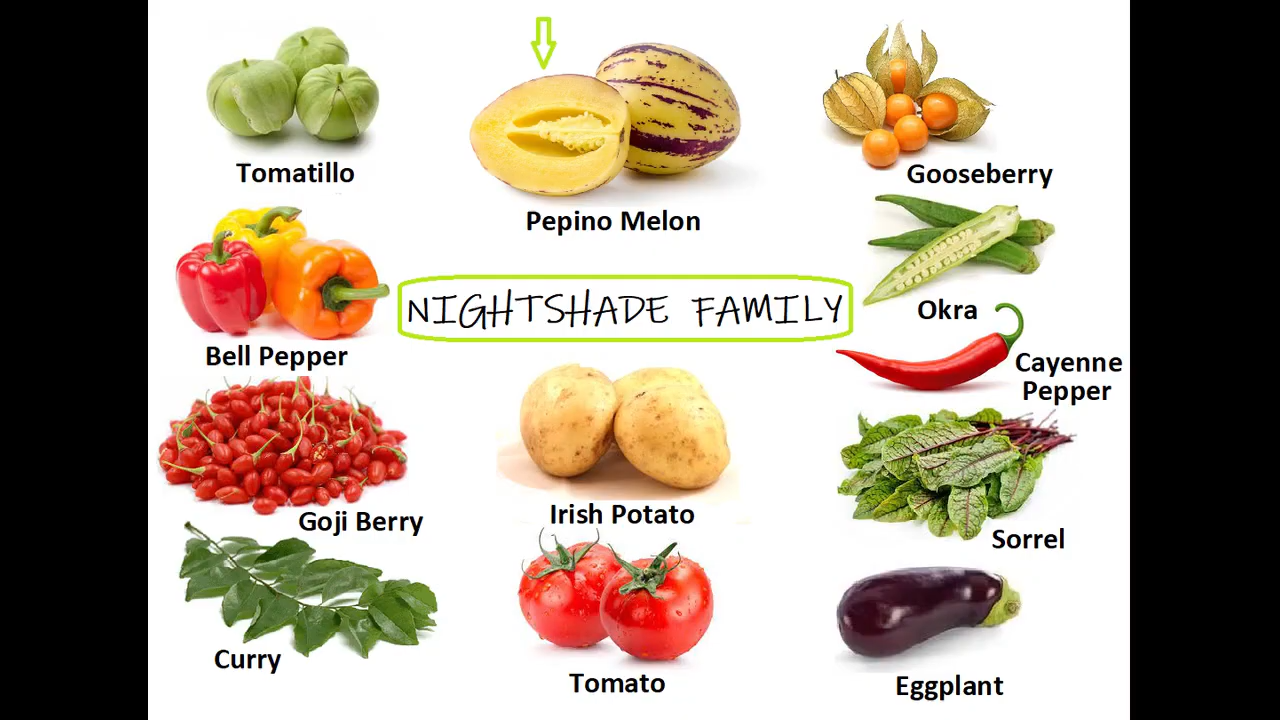 Tomatillo
Pepino Melon
Gooseberry
Bell Pepper
NIGHTSHADE FAMILY
Okra
Cayenne
Pepper
Goji Berry
Irish Potato
Sorrel
Curry
Tomato
Eggplant